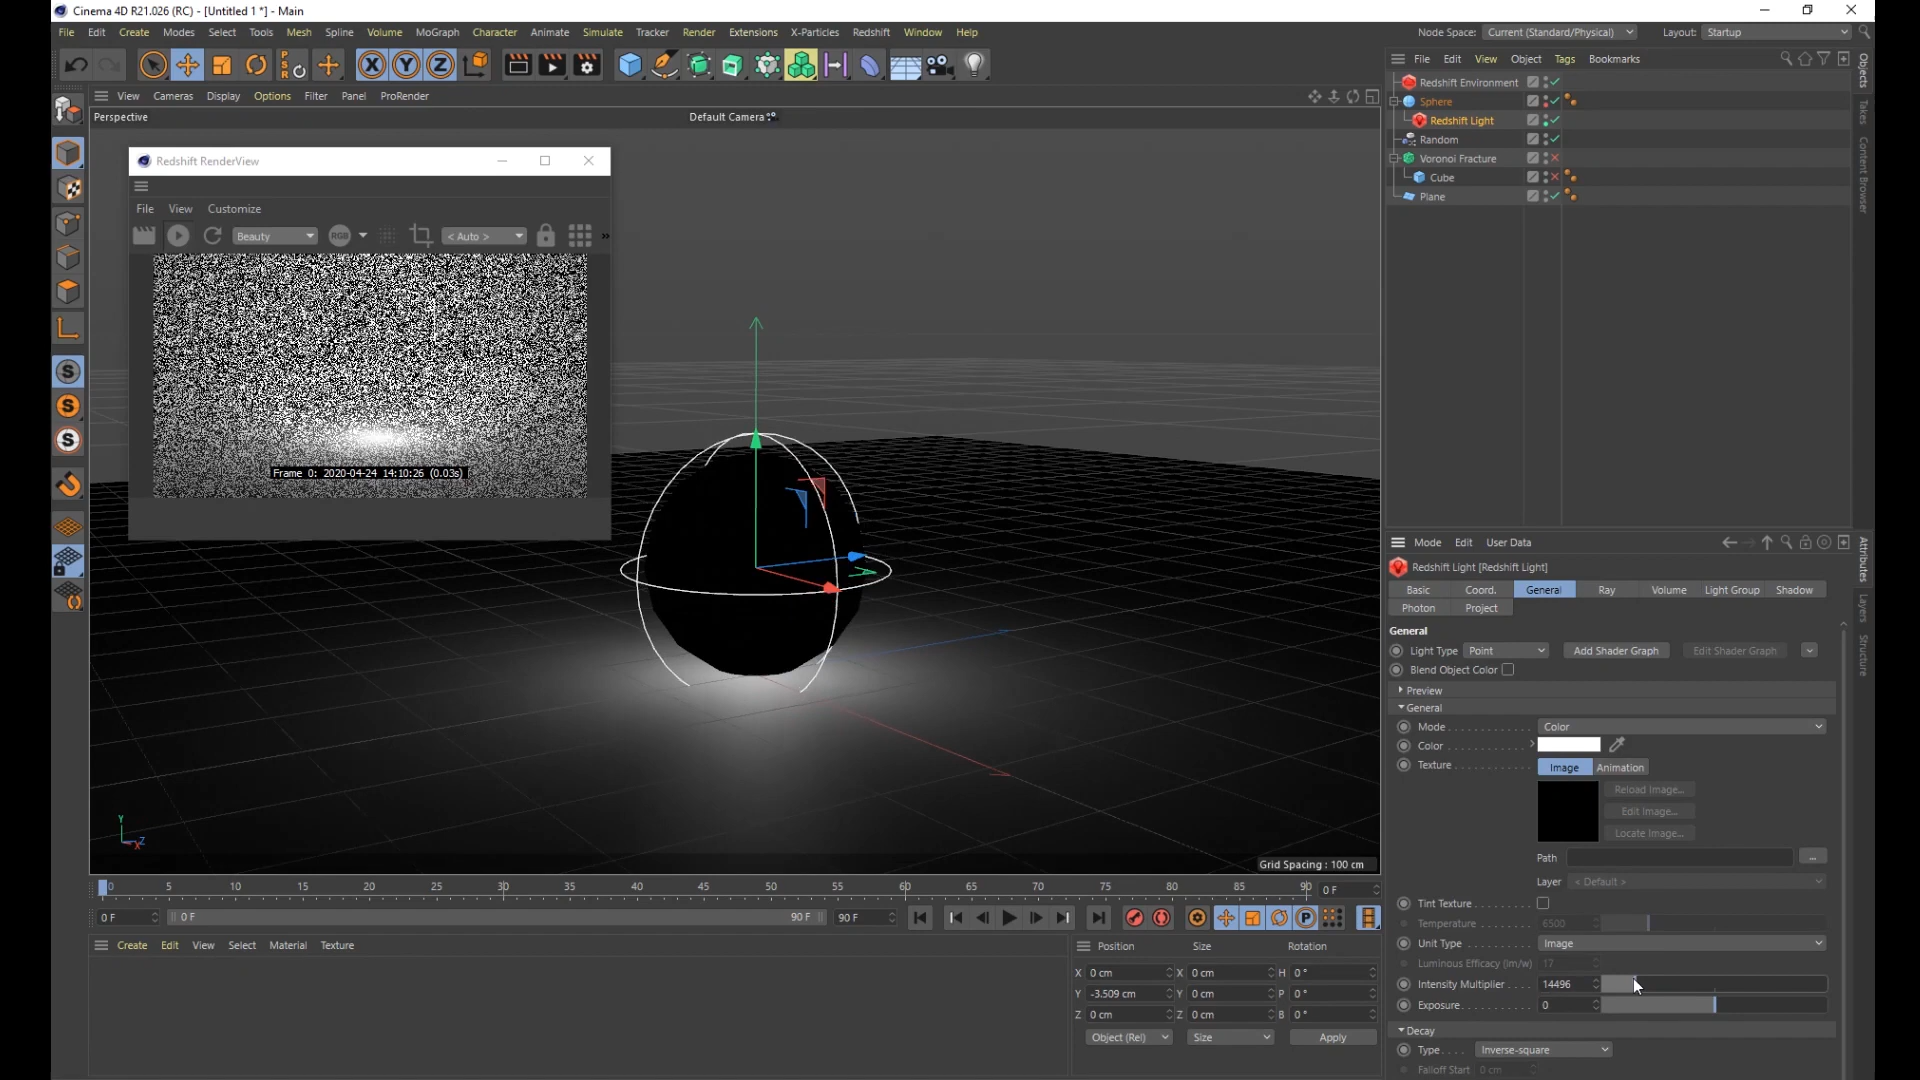 Cinema 4D R21.026 (RC) - [Untitled 1 *] - Main
File Edit Create Modes Select Tools Mesh Spline Volume MoGraph Character Animate Simulate Tracker Render Extensions X-Particles Redshift Window Help
Node Space: Current (Standard/Physical) Layout: Startup
PSR X Y Z
File Edit View Object Tags Bookmarks
View Cameras Display Options Filter Panel ProRender
Perspective
Default Camera
Redshift RenderView
File View Customize
Beauty RGB < Auto > »
Frame 0: 2020-04-24 14:10:26 (0.03s)
S
S
S
Y
Z
X
Grid Spacing : 100 cm
Redshift Environment
Sphere
Redshift Light
Random
Voronoi Fracture
Cube
Plane
Objects
Takes
Content Browser
Mode Edit User Data
Redshift Light [Redshift Light]
Basic Coord. General Ray Volume Light Group Shadow
Photon Project
Attributes
Layers
Structure
General
Light Type Point Add Shader Graph Edit Shader Graph
Blend Object Color
Preview
General
Mode . . . . . . . . . . . Color
Color . . . . . . . . . .
Texture . . . . . . . . . . Image Animation
Reload Image...
Edit Image...
Locate Image...
Path ...
Layer < Default >
Tint Texture . . . . . . .
Temperature . . . . . . . 6500
Unit Type . . . . . . . . . Image
Luminous Efficacy (lm/w) 17
Intensity Multiplier . . . . 14496
Exposure . . . . . . . . . . 0
Decay
Type . . . . Inverse-square
Falloff Start 0 cm
0 5 10 15 20 25 30 35 40 45 50 55 60 65 70 75 80 85 90 0 F
0 F 0 F 90 F 90 F P
Create Edit View Select Material Texture
Position Size Rotation
X 0 cm X 0 cm H 0 °
Y -3.509 cm Y 0 cm P 0 °
Z 0 cm Z 0 cm B 0 °
Object (Rel) Size Apply